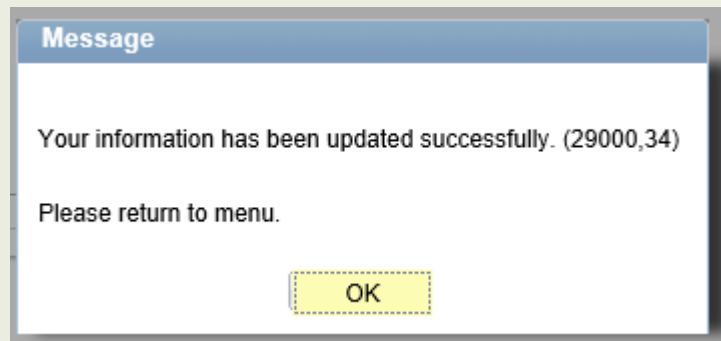 Message
Your information has been updated successfully. (29000,34)
Please return to menu.
OK